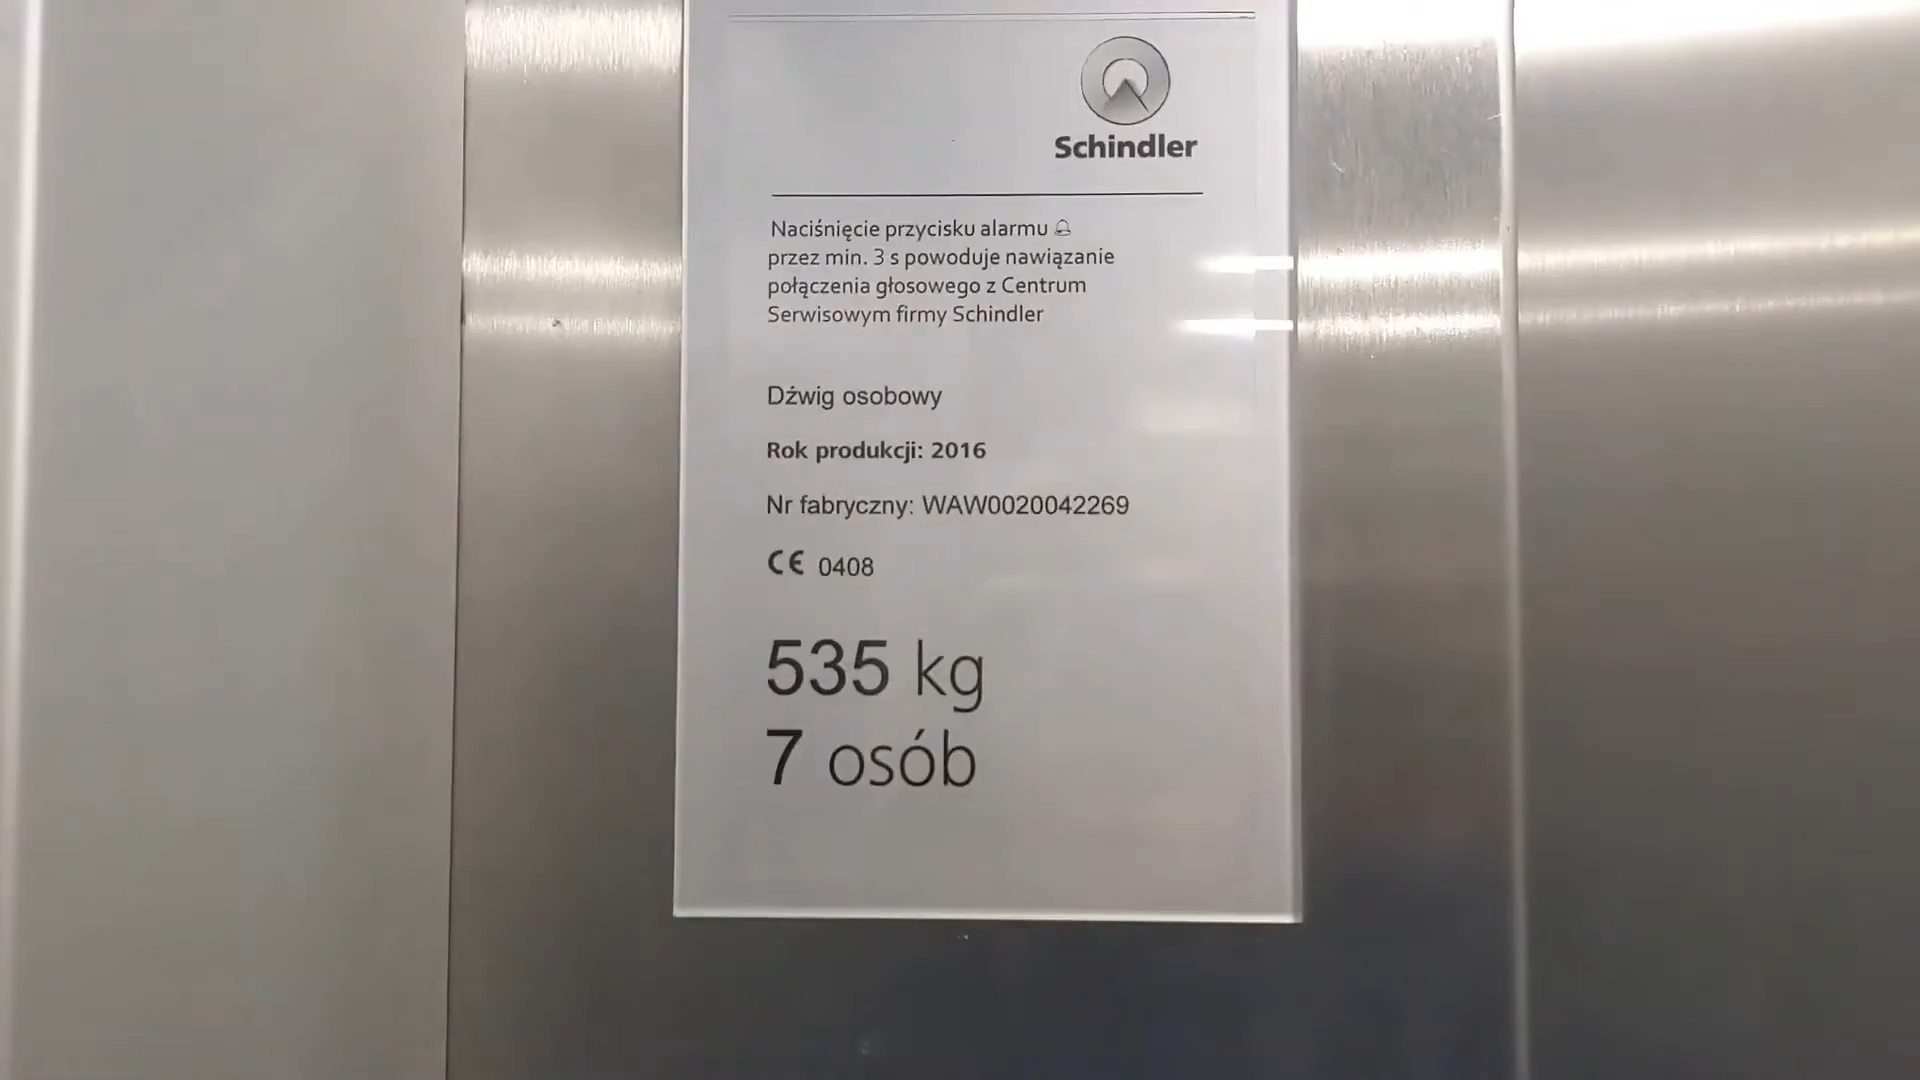 Schindler
Naciśnięcie przycisku alarmu
przez min. 3 s powoduje nawiązanie
połączenia głosowego z Centrum
Serwisowym firmy Schindler
Dźwig osobowy
Rok produkcji: 2016
Nr fabryczny: WAW0020042269
CE 0408
535 kg
7 osób